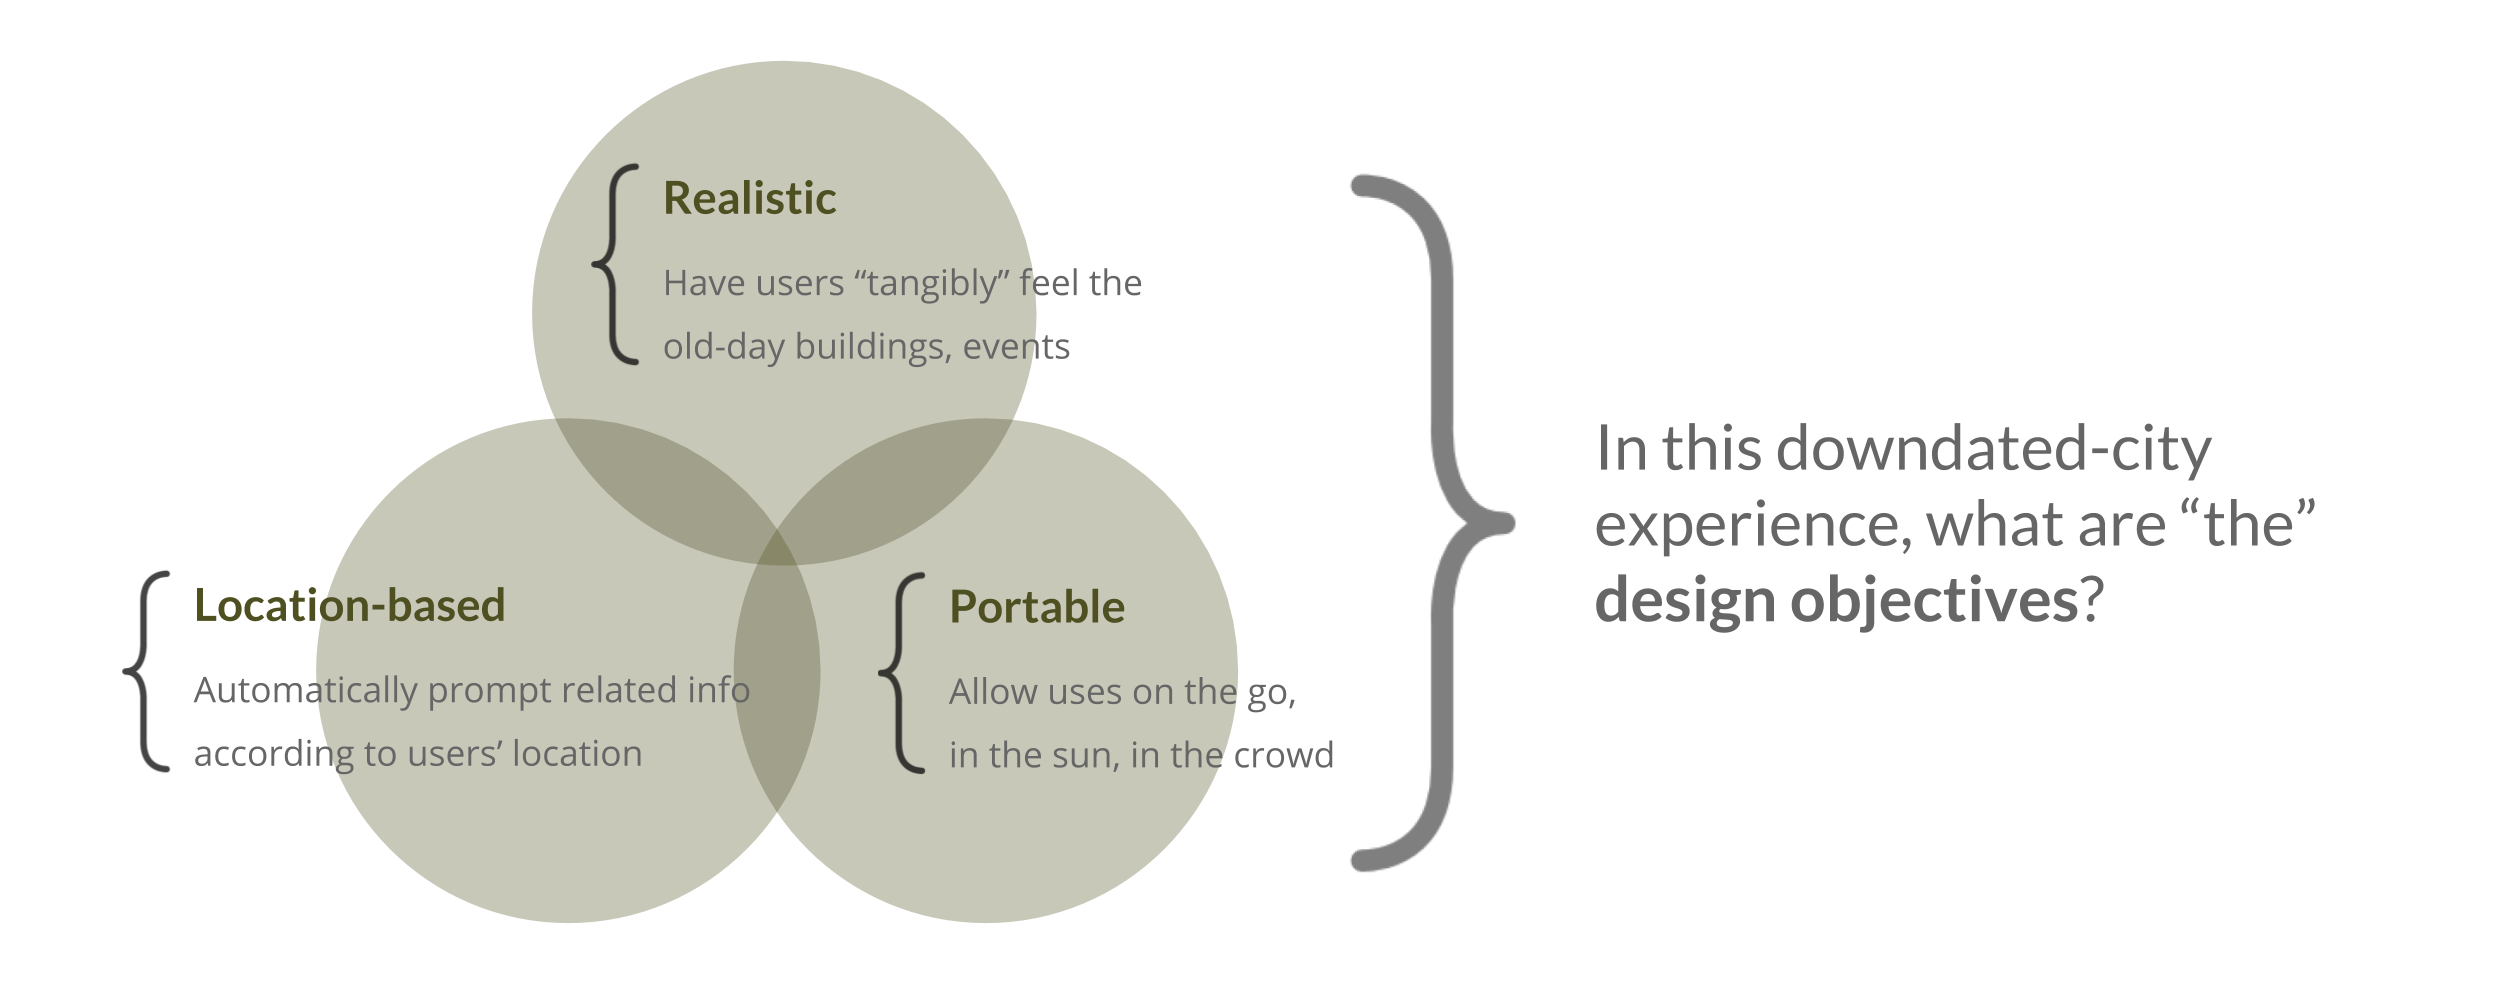 Realistic
Have users “tangibly” feel the
old-day buildings, events
Location-based
Automatically prompt related info
according to users’ location
Portable
Allow uses on the go,
in the sun, in the crowd
In this downdated-city
experience, what are “the”
design objectives?